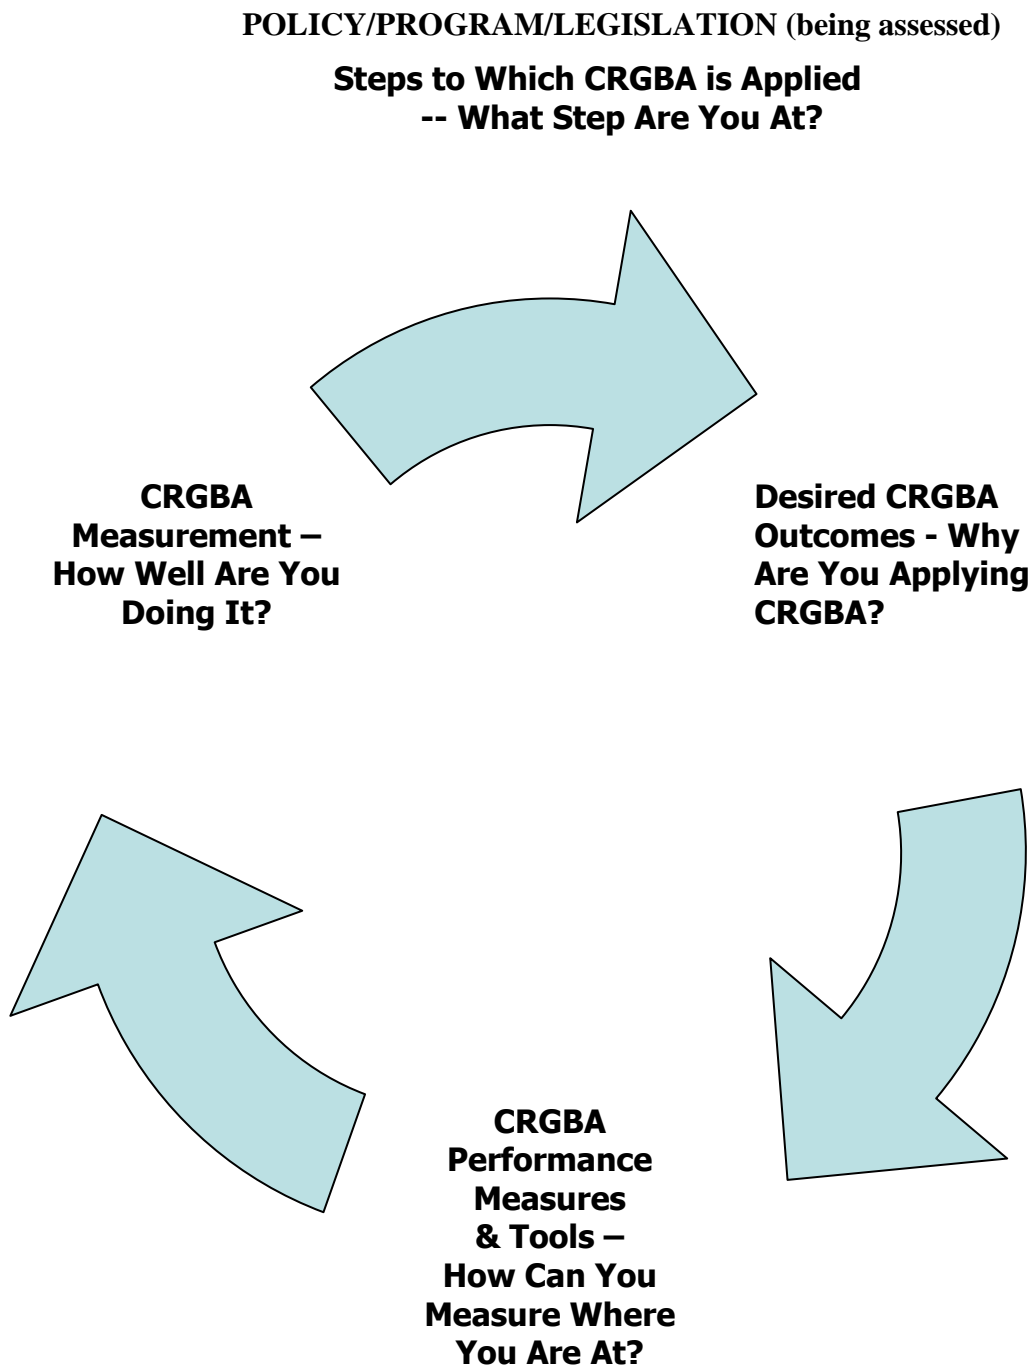 POLICY/PROGRAM/LEGISLATION (being assessed)
Steps to Which CRGBA is Applied
-- What Step Are You At?
CRGBA
Measurement –
How Well Are You
Doing It?
Desired CRGBA
Outcomes - Why
Are You Applying
CRGBA?
CRGBA
Performance
Measures
& Tools –
How Can You
Measure Where
You Are At?